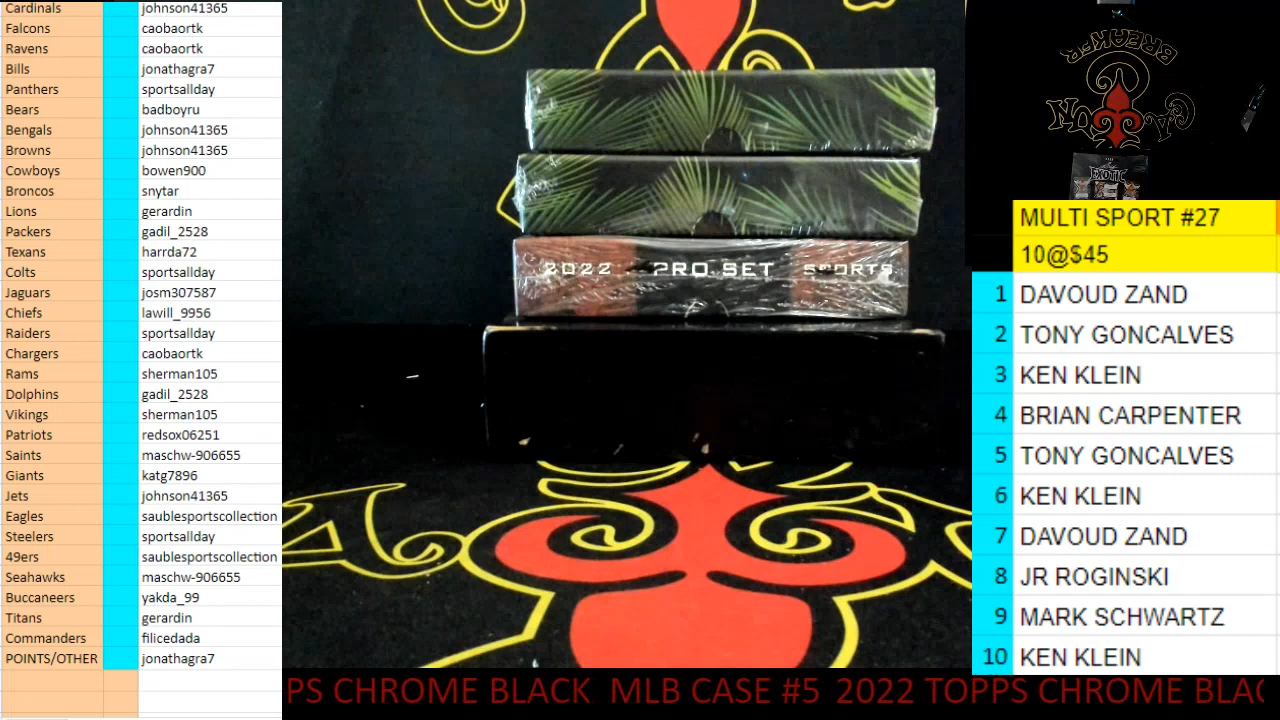 Cardinals johnson41365
Falcons caobaortk
Ravens caobaortk
Bills jonathagra7
Panthers sportsallday
Bears badboyru
Bengals johnson41365
Browns johnson41365
Cowboys bowen900
Broncos snytar
Lions gerardin
Packers gadil_2528
Texans harrda72
Colts sportsallday
Jaguars josm307587
Chiefs lawill_9956
Raiders sportsallday
Chargers caobaortk
Rams sherman105
Dolphins gadil_2528
Vikings sherman105
Patriots redsox06251
Saints maschw-906655
Giants katg7896
Jets johnson41365
Eagles saublesportscollection
Steelers sportsallday
49ers saublesportscollection
Seahawks maschw-906655
Buccaneers yakda_99
Titans gerardin
Commanders filicedada
POINTS/OTHER jonathagra7
2022 PRO SET SPORTS
BREAKER
EXOTIC
MULTI SPORT #27
10@$45
1 DAVOUD ZAND
2 TONY GONCALVES
3 KEN KLEIN
4 BRIAN CARPENTER
5 TONY GONCALVES
6 KEN KLEIN
7 DAVOUD ZAND
8 JR ROGINSKI
9 MARK SCHWARTZ
10 KEN KLEIN
PS CHROME BLACK MLB CASE #5 2022 TOPPS CHROME BLAC